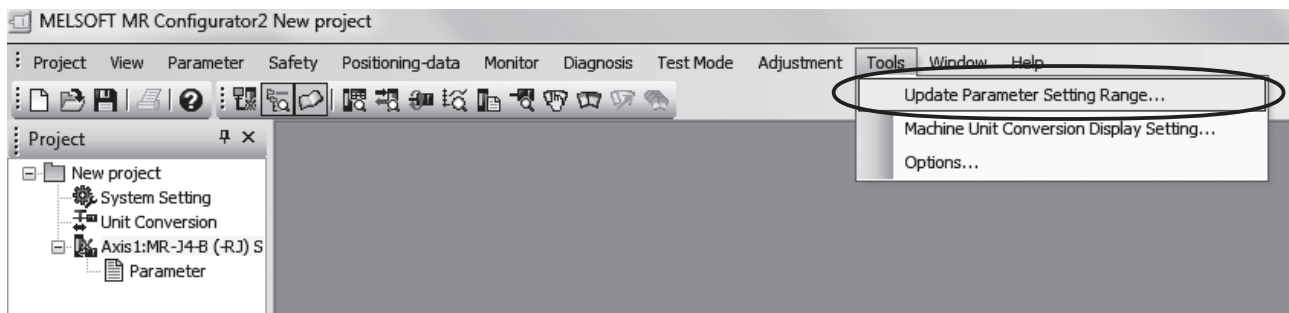 MELSOFT MR Configurator2 New project
Project View Parameter Safety Positioning-data Monitor Diagnosis Test Mode Adjustment Tools Window Help
Update Parameter Setting Range...
Machine Unit Conversion Display Setting...
Options...
Project
New project
System Setting
Unit Conversion
Axis1:MR-J4-B (-RJ) S
Parameter